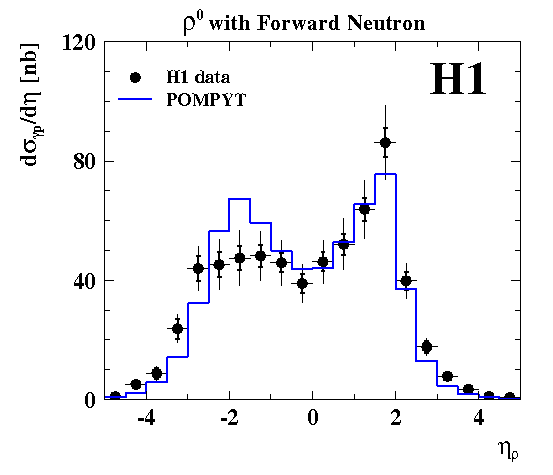 ρ⁰ with Forward Neutron
dσγp/dη [nb]
120
80
40
0
H1 data
POMPYT
H1
-4 -2 0 2 4
ηρ